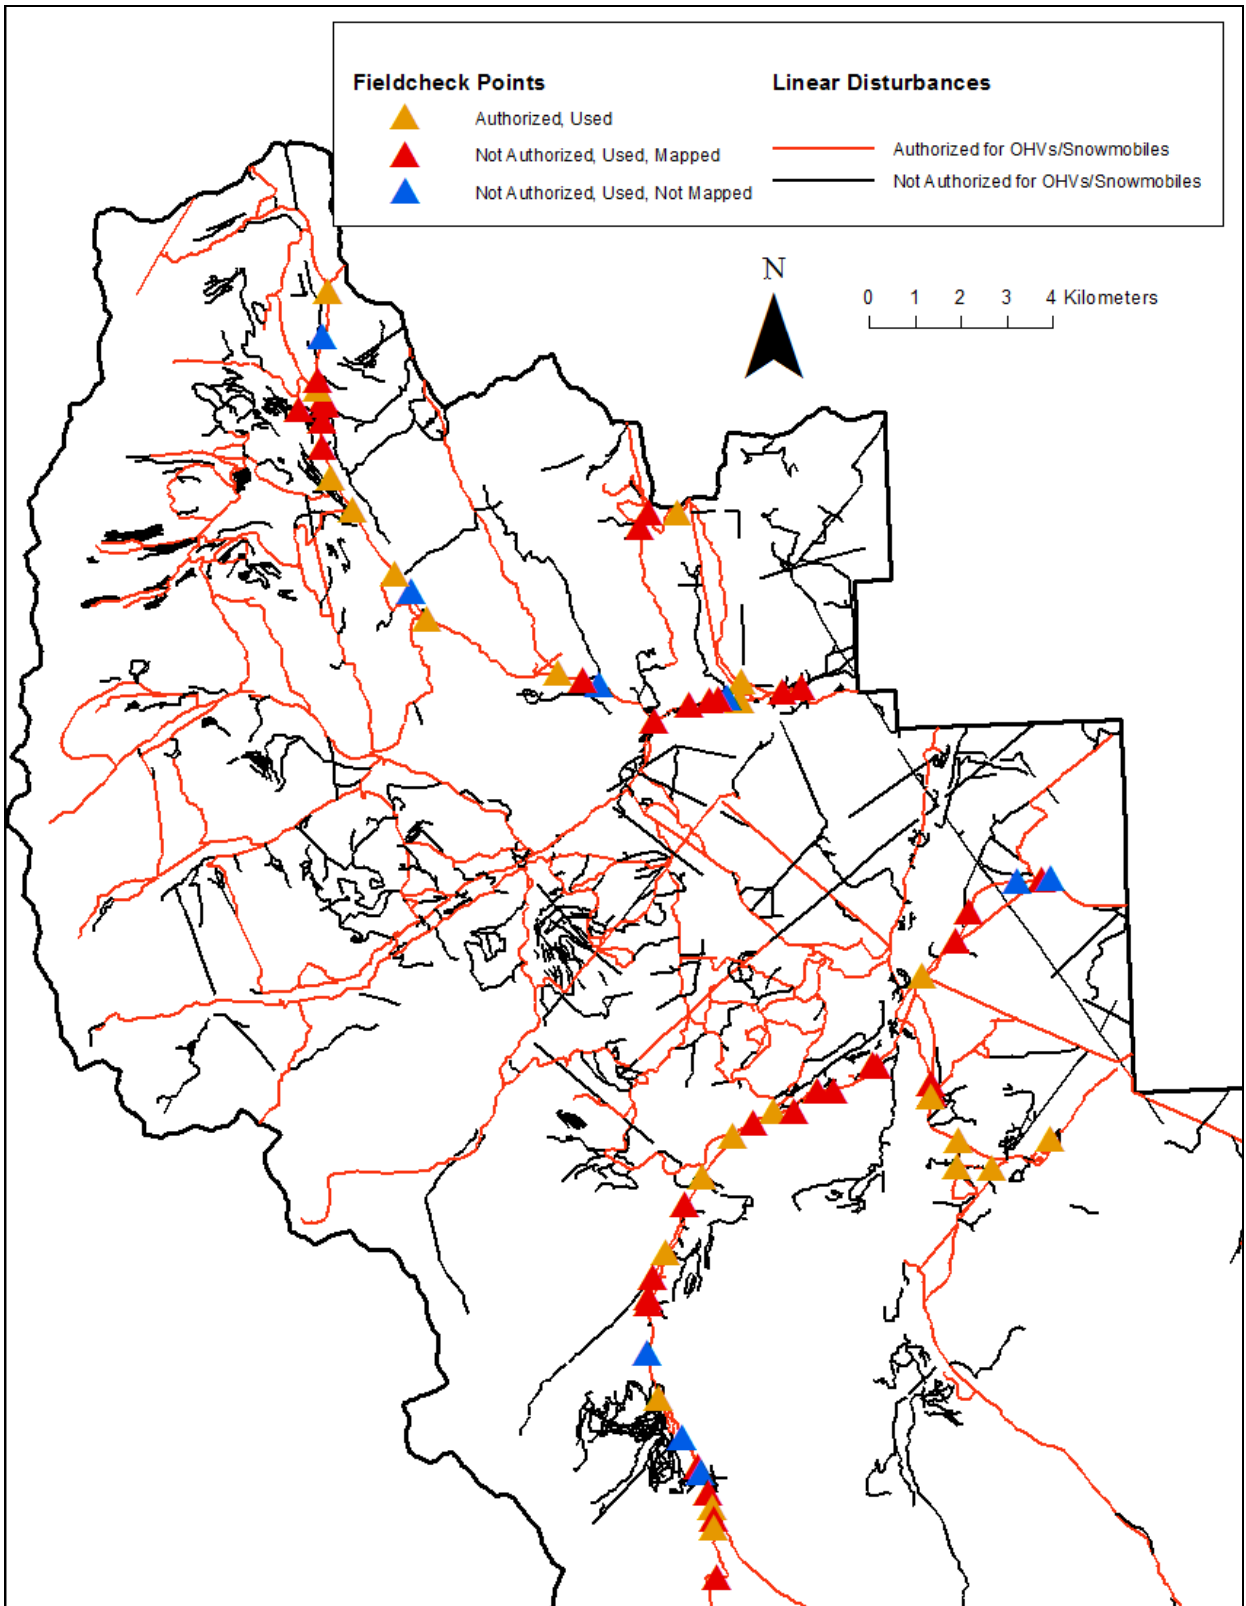 Fieldcheck Points
Authorized, Used
Not Authorized, Used, Mapped
Not Authorized, Used, Not Mapped
Linear Disturbances
Authorized for OHVs/Snowmobiles
Not Authorized for OHVs/Snowmobiles
N
0 1 2 3 4 Kilometers